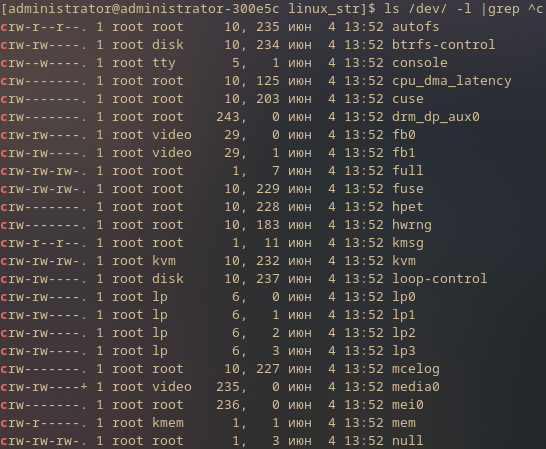 [administrator@administrator-300e5c linux_str]$ ls /dev/ -l |grep ^c
crw-r--r--. 1 root root     10, 235 июн  4 13:52 autofs
crw-rw----. 1 root disk     10, 234 июн  4 13:52 btrfs-control
crw--w----. 1 root tty       5,   1 июн  4 13:52 console
crw-------. 1 root root     10, 125 июн  4 13:52 cpu_dma_latency
crw-------. 1 root root     10, 203 июн  4 13:52 cuse
crw-------. 1 root root    243,   0 июн  4 13:52 drm_dp_aux0
crw-rw----. 1 root video    29,   0 июн  4 13:52 fb0
crw-rw----. 1 root video    29,   1 июн  4 13:52 fb1
crw-rw-rw-. 1 root root      1,   7 июн  4 13:52 full
crw-rw-rw-. 1 root root     10, 229 июн  4 13:52 fuse
crw-------. 1 root root     10, 228 июн  4 13:52 hpet
crw-------. 1 root root     10, 183 июн  4 13:52 hwrng
crw-r--r--. 1 root root      1,  11 июн  4 13:52 kmsg
crw-rw-rw-. 1 root kvm      10, 232 июн  4 13:52 kvm
crw-rw----. 1 root disk     10, 237 июн  4 13:52 loop-control
crw-rw----. 1 root lp        6,   0 июн  4 13:52 lp0
crw-rw----. 1 root lp        6,   1 июн  4 13:52 lp1
crw-rw----. 1 root lp        6,   2 июн  4 13:52 lp2
crw-rw----. 1 root lp        6,   3 июн  4 13:52 lp3
crw-------. 1 root root     10, 227 июн  4 13:52 mcelog
crw-rw----+ 1 root video   235,   0 июн  4 13:52 media0
crw-------. 1 root root    236,   0 июн  4 13:52 mei0
crw-r-----. 1 root kmem      1,   1 июн  4 13:52 mem
crw-rw-rw-. 1 root root      1,   3 июн  4 13:52 null